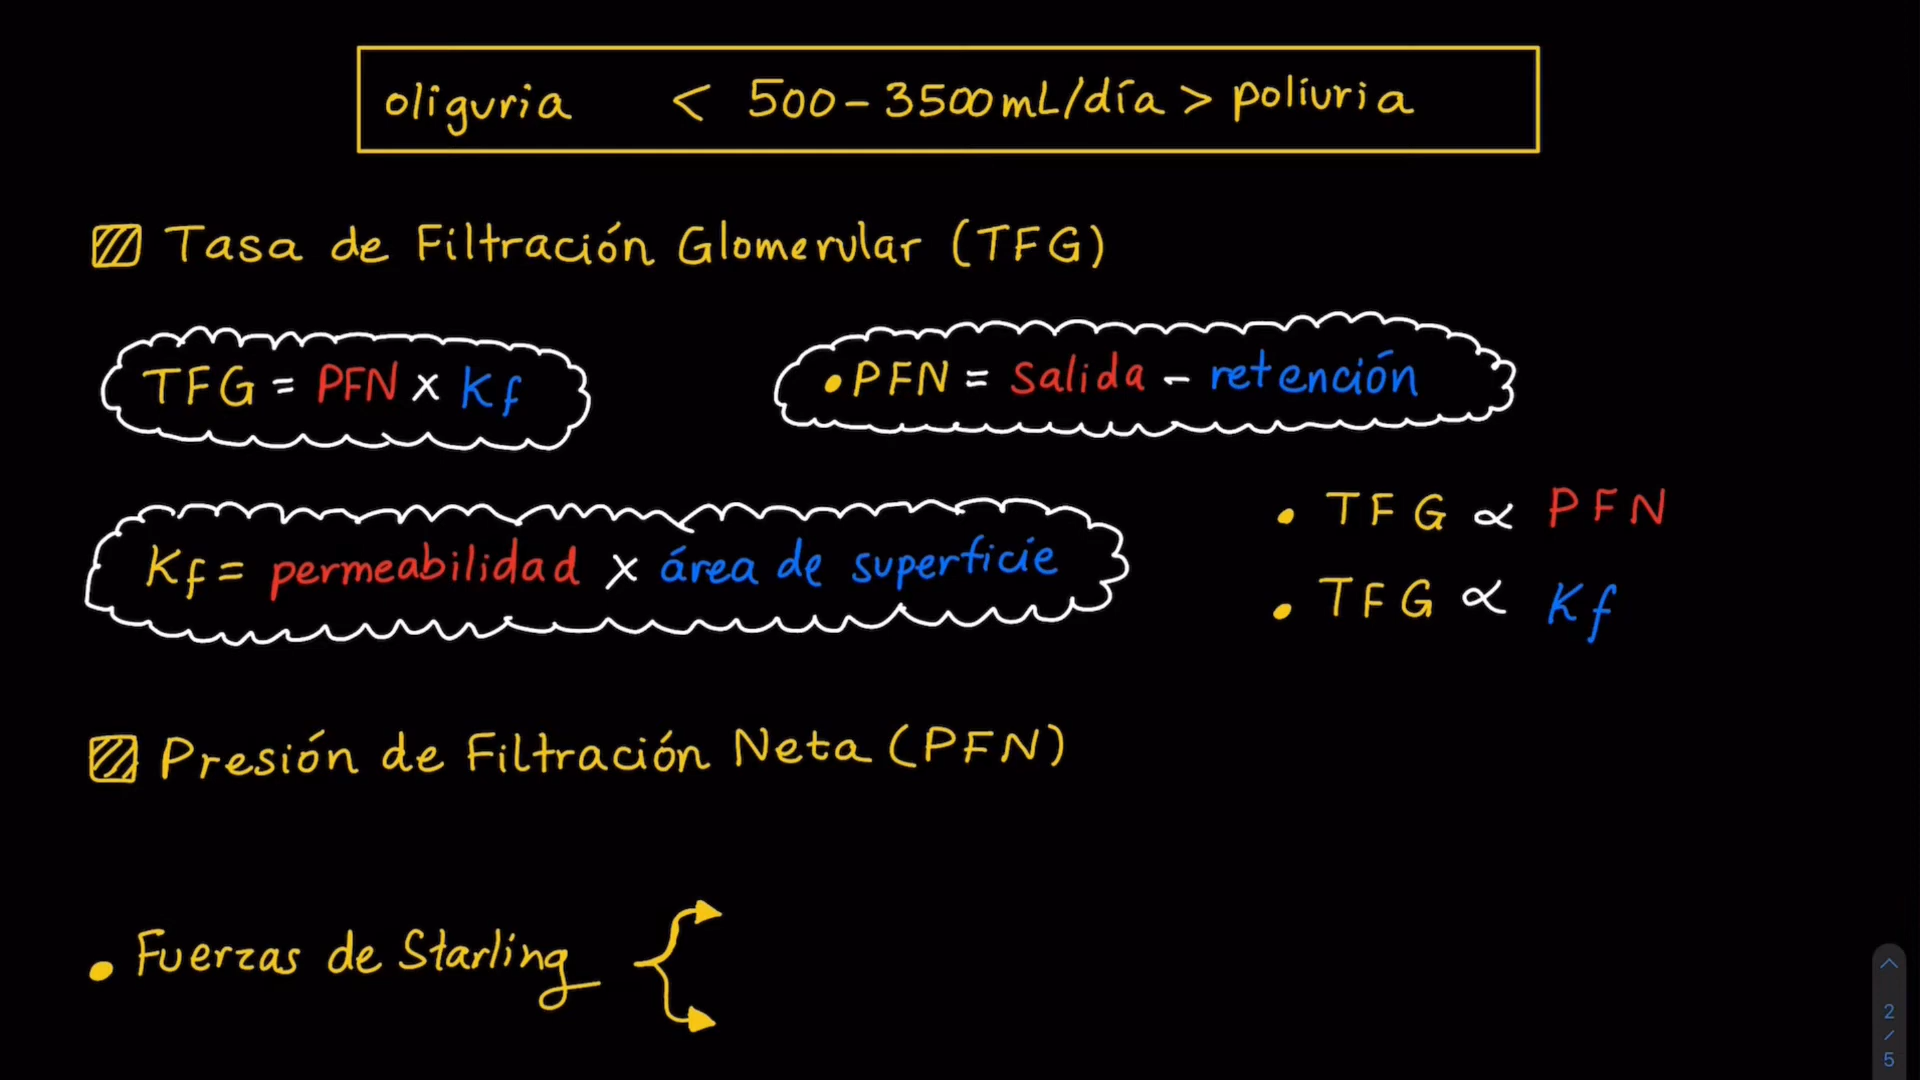 oliguria < 500 - 3500 mL/día > poliuria
Tasa de Filtración Glomerular (TFG)
TFG = PFN x Kf
• PFN = Salida - retención
Kf = permeabilidad x área de superficie
• TFG ∝ PFN
• TFG ∝ Kf
Presión de Filtración Neta (PFN)
• Fuerzas de Starling
2
/
5